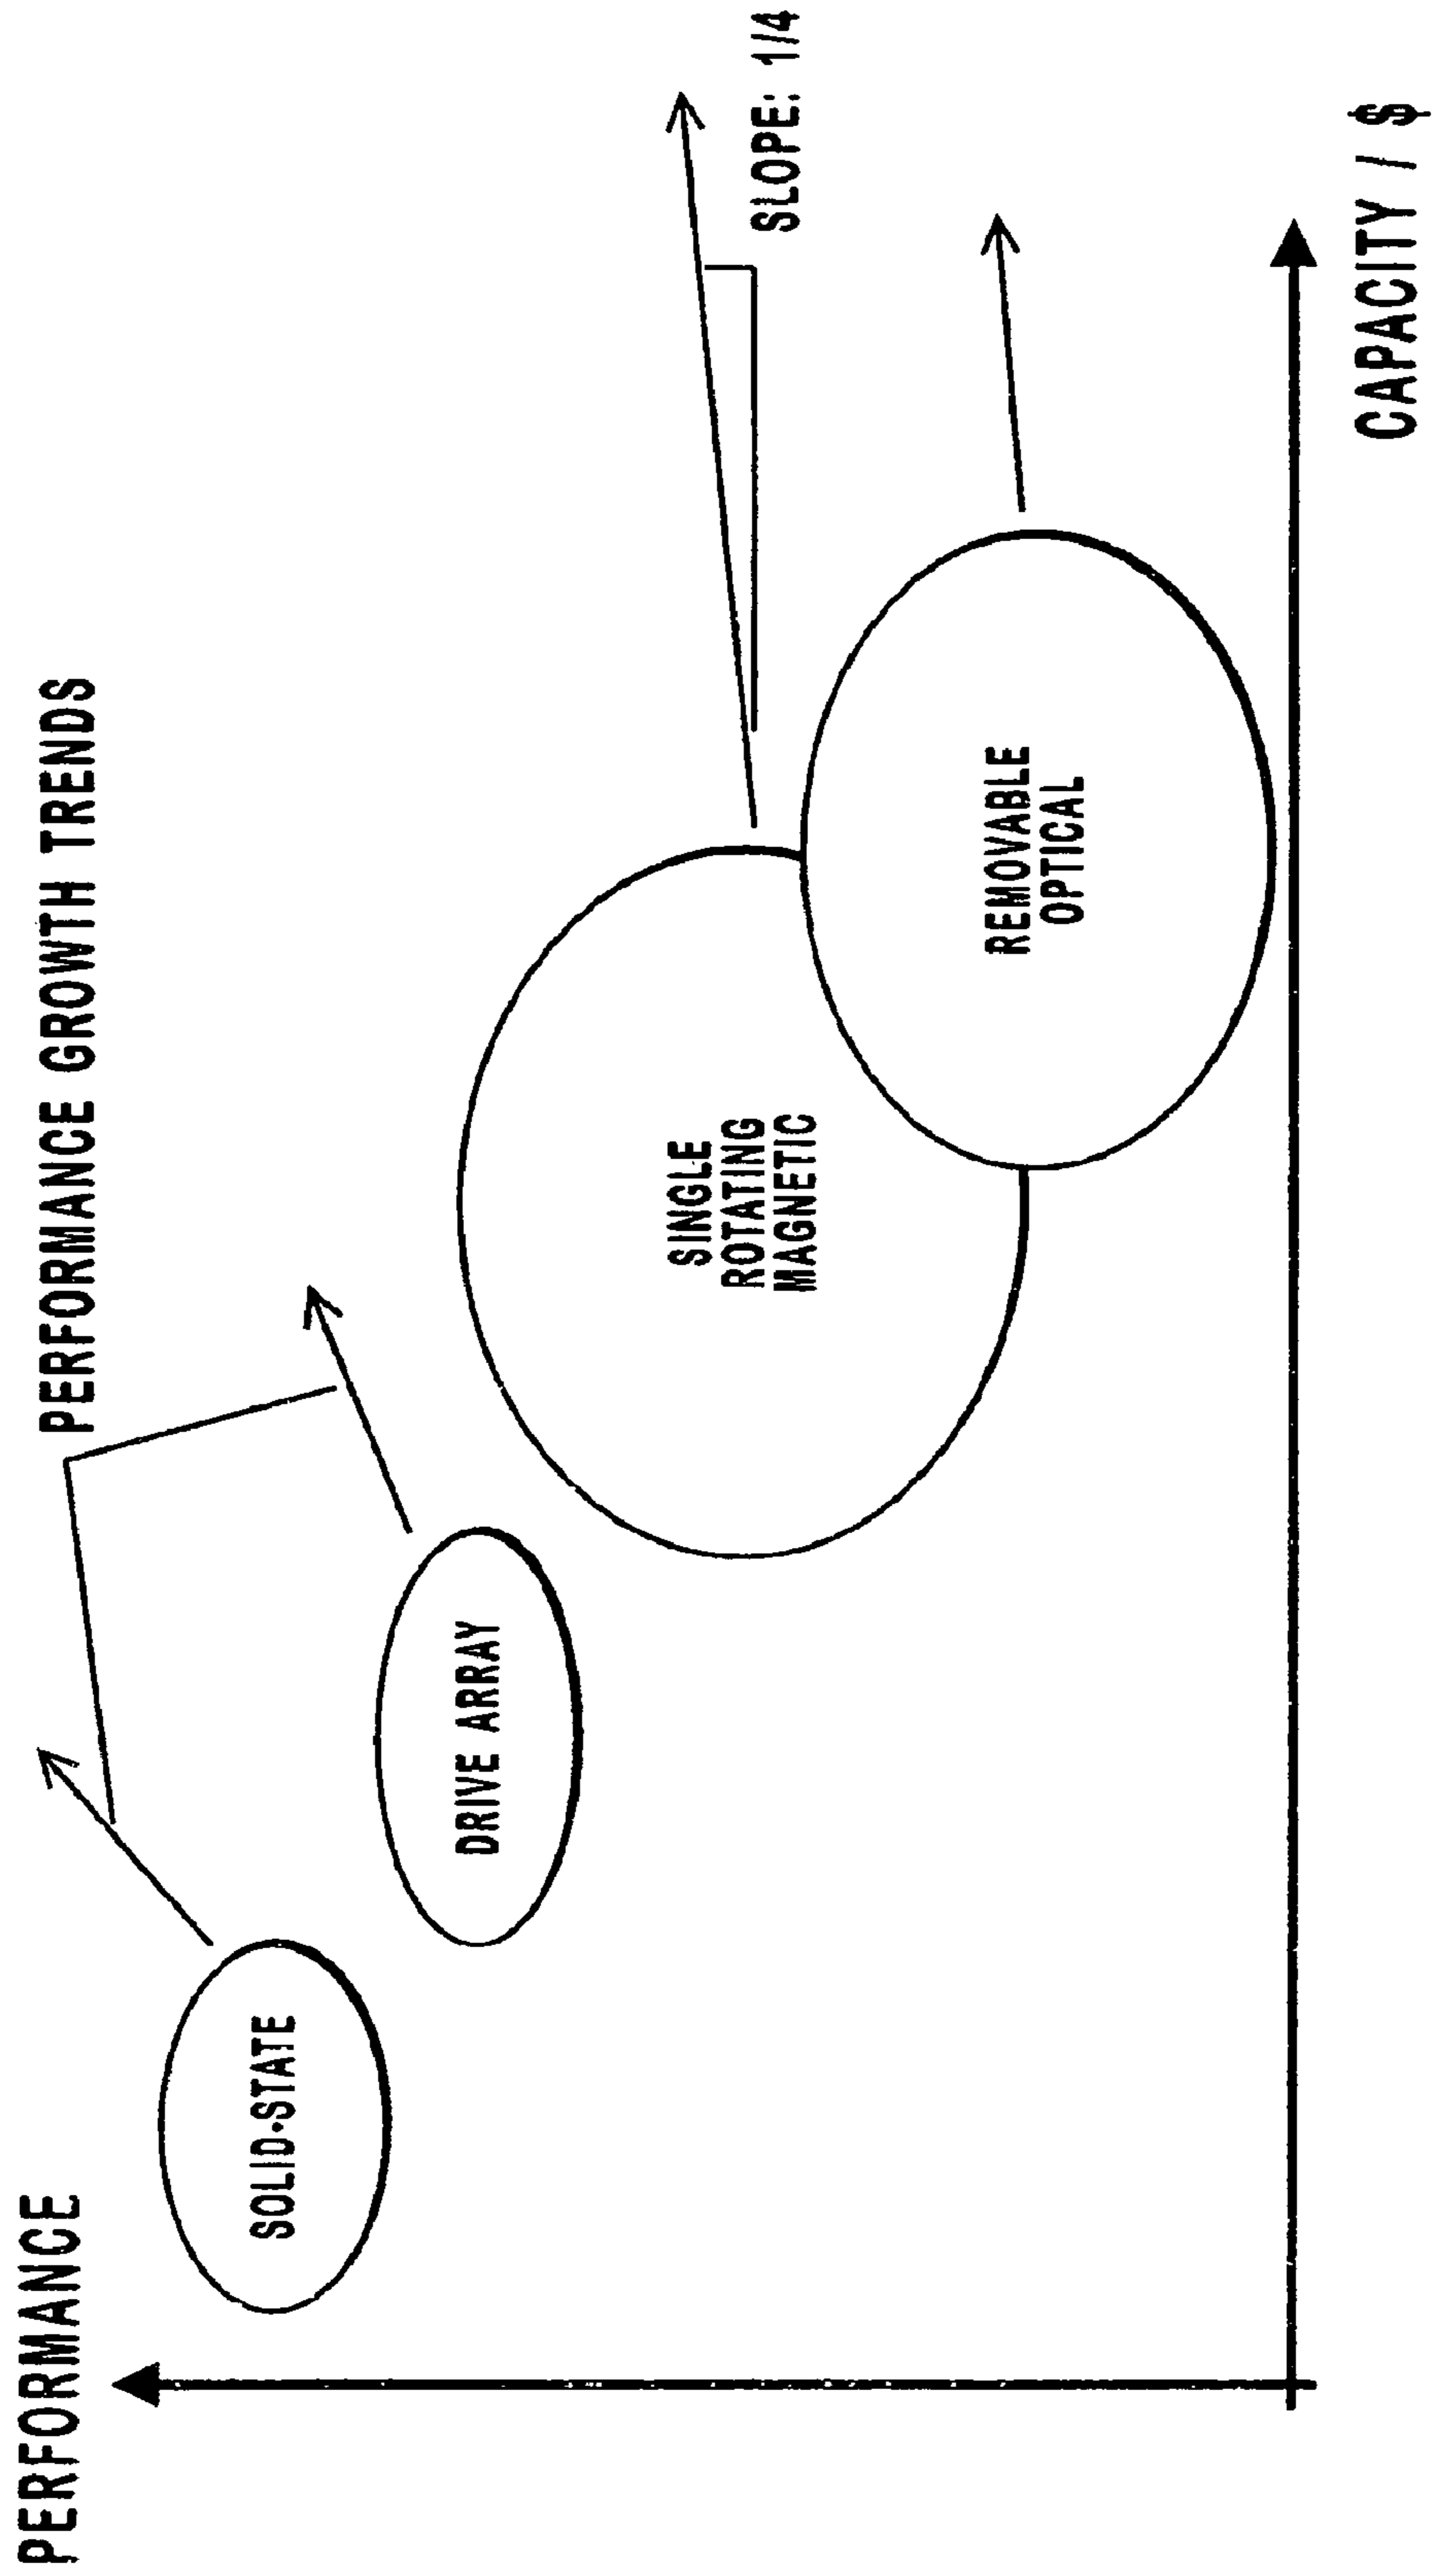 PERFORMANCE
PERFORMANCE GROWTH TRENDS
SOLID-STATE
DRIVE ARRAY
SINGLE
ROTATING
MAGNETIC
SLOPE: 1/4
REMOVABLE
OPTICAL
CAPACITY / $